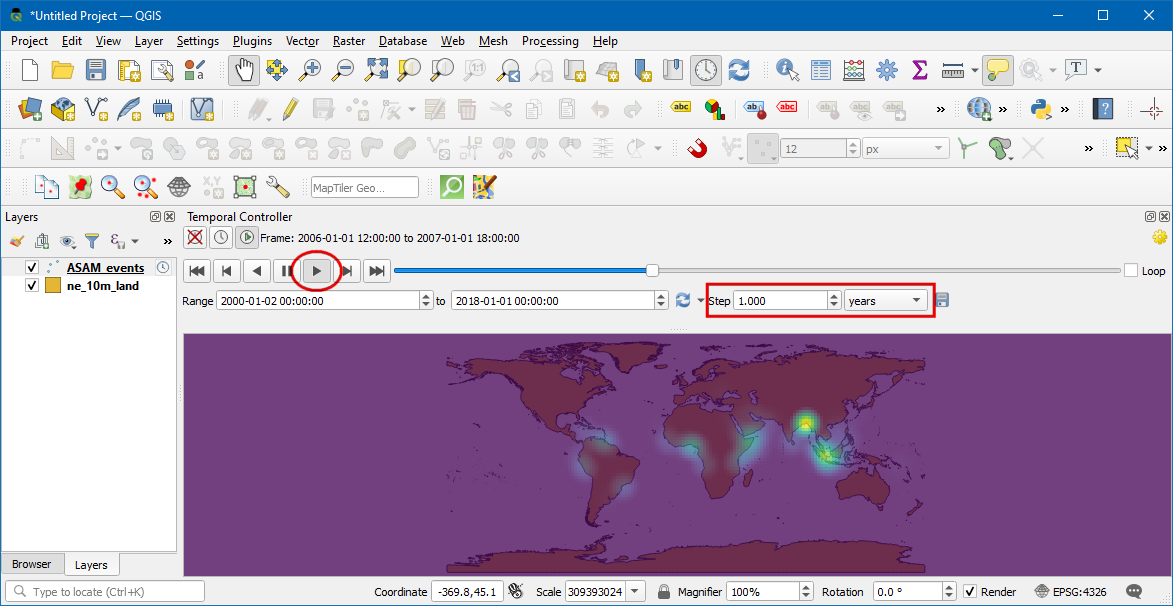 *Untitled Project — QGIS
Project Edit View Layer Settings Plugins Vector Raster Database Web Mesh Processing Help
abc abc abc
12 px
X,Y MapTiler Geo...
Layers
Temporal Controller
Frame: 2006-01-01 12:00:00 to 2007-01-01 18:00:00
ASAM_events
ne_10m_land
Loop
Range 2000-01-02 00:00:00 to 2018-01-01 00:00:00 Step 1.000 years
Browser Layers
Type to locate (Ctrl+K) Coordinate -369.8,45.1 Scale 309393024 Magnifier 100% Rotation 0.0 ° Render EPSG:4326